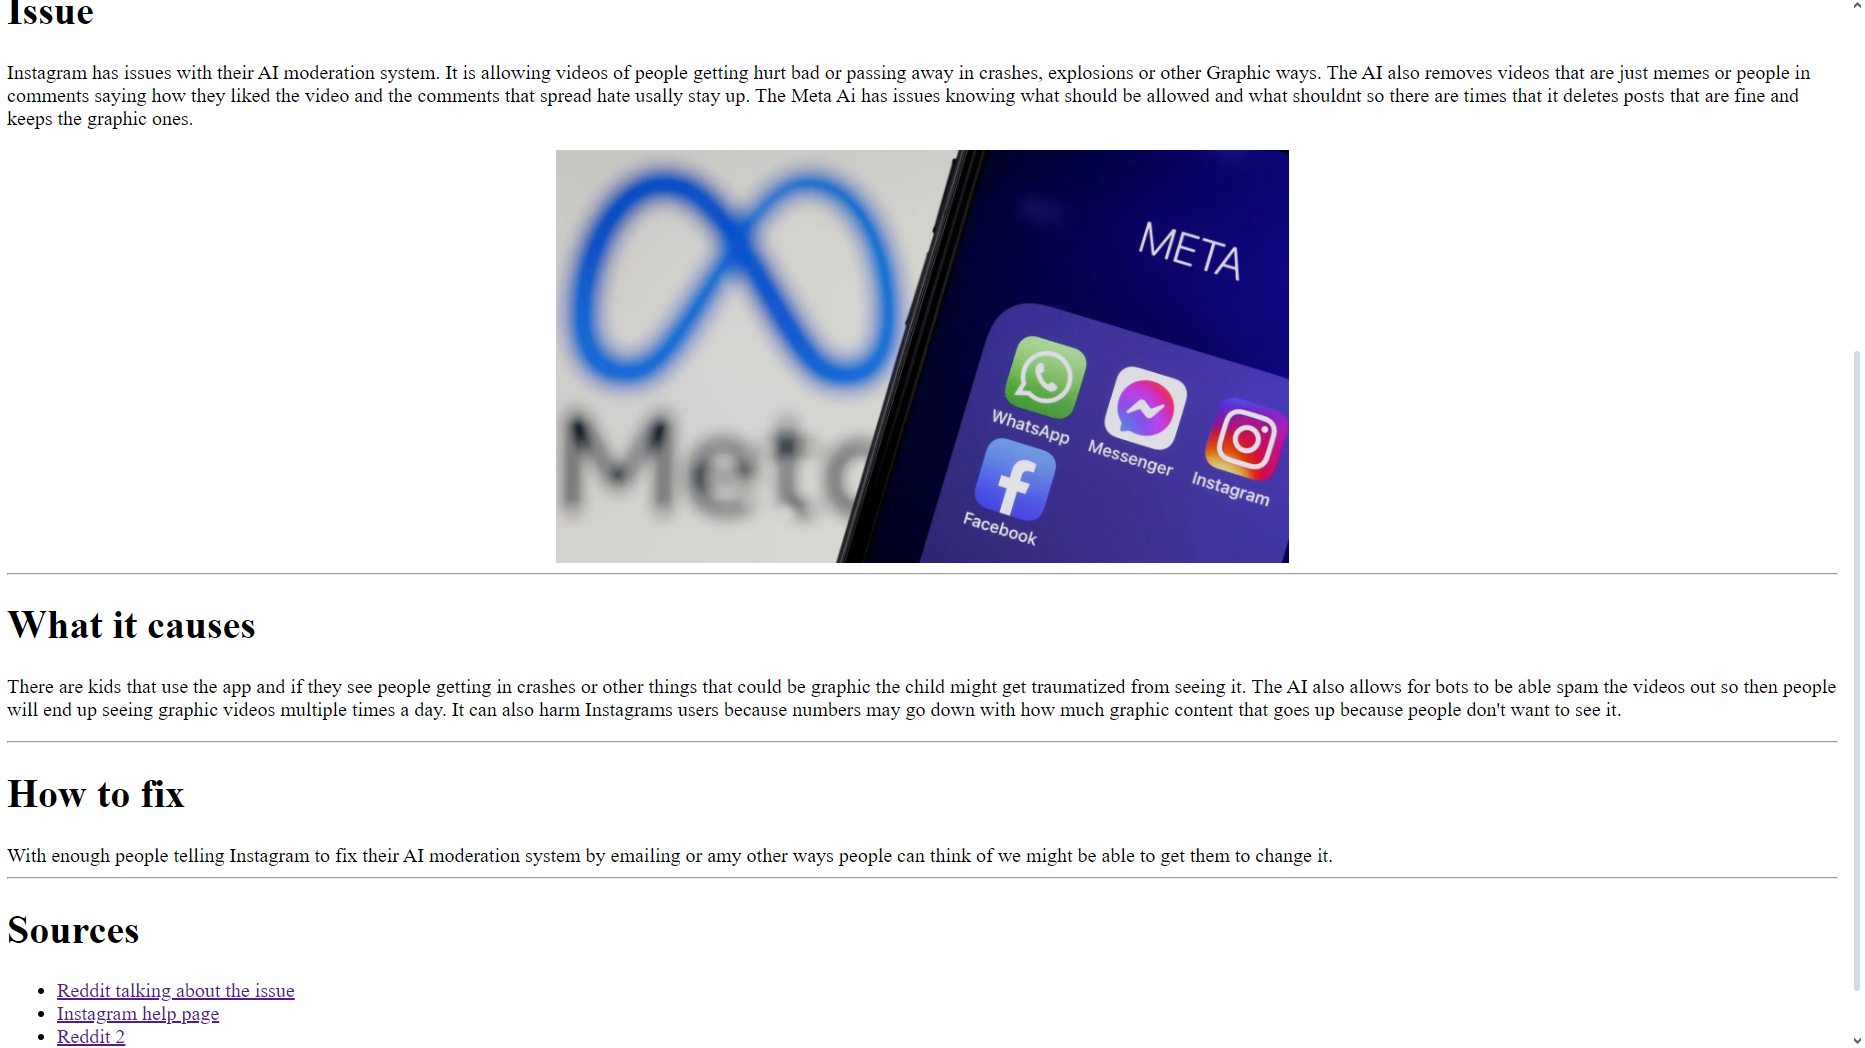 Issue
Instagram has issues with their AI moderation system. It is allowing videos of people getting hurt bad or passing away in crashes, explosions or other Graphic ways. The AI also removes videos that are just memes or people in
comments saying how they liked the video and the comments that spread hate usally stay up. The Meta Ai has issues knowing what should be allowed and what shouldnt so there are times that it deletes posts that are fine and
keeps the graphic ones.
Meta
META
WhatsApp
Messenger
Instagram
Facebook
What it causes
There are kids that use the app and if they see people getting in crashes or other things that could be graphic the child might get traumatized from seeing it. The AI also allows for bots to be able spam the videos out so then people
will end up seeing graphic videos multiple times a day. It can also harm Instagrams users because numbers may go down with how much graphic content that goes up because people don't want to see it.
How to fix
With enough people telling Instagram to fix their AI moderation system by emailing or amy other ways people can think of we might be able to get them to change it.
Sources
Reddit talking about the issue
Instagram help page
Reddit 2